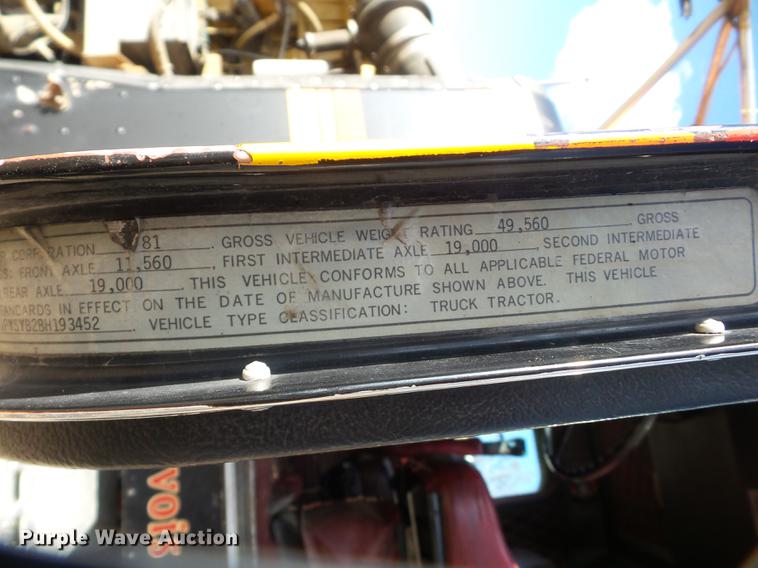 CORPORATION 81 GROSS VEHICLE WEIGHT RATING 49,560 GROSS
FRONT AXLE 11,560, FIRST INTERMEDIATE AXLE 19,000, SECOND INTERMEDIATE
REAR AXLE 19,000 THIS VEHICLE CONFORMS TO ALL APPLICABLE FEDERAL MOTOR
STANDARDS IN EFFECT ON THE DATE OF MANUFACTURE SHOWN ABOVE. THIS VEHICLE
VEHICLE TYPE CLASSIFICATION: TRUCK TRACTOR.
Purple Wave Auction